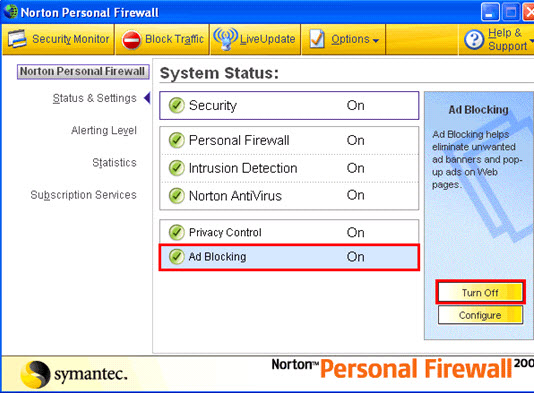 Norton Personal Firewall
Security Monitor
Block Traffic
LiveUpdate
Options
Help & Support
Norton Personal Firewall
Status & Settings
Alerting Level
Statistics
Subscription Services
System Status:
Security On
Personal Firewall On
Intrusion Detection On
Norton AntiVirus On
Privacy Control On
Ad Blocking On
Ad Blocking
Ad Blocking helps
eliminate unwanted
ad banners and pop-
up ads on Web
pages.
Turn Off
Configure
symantec.
Norton™ Personal Firewall 200